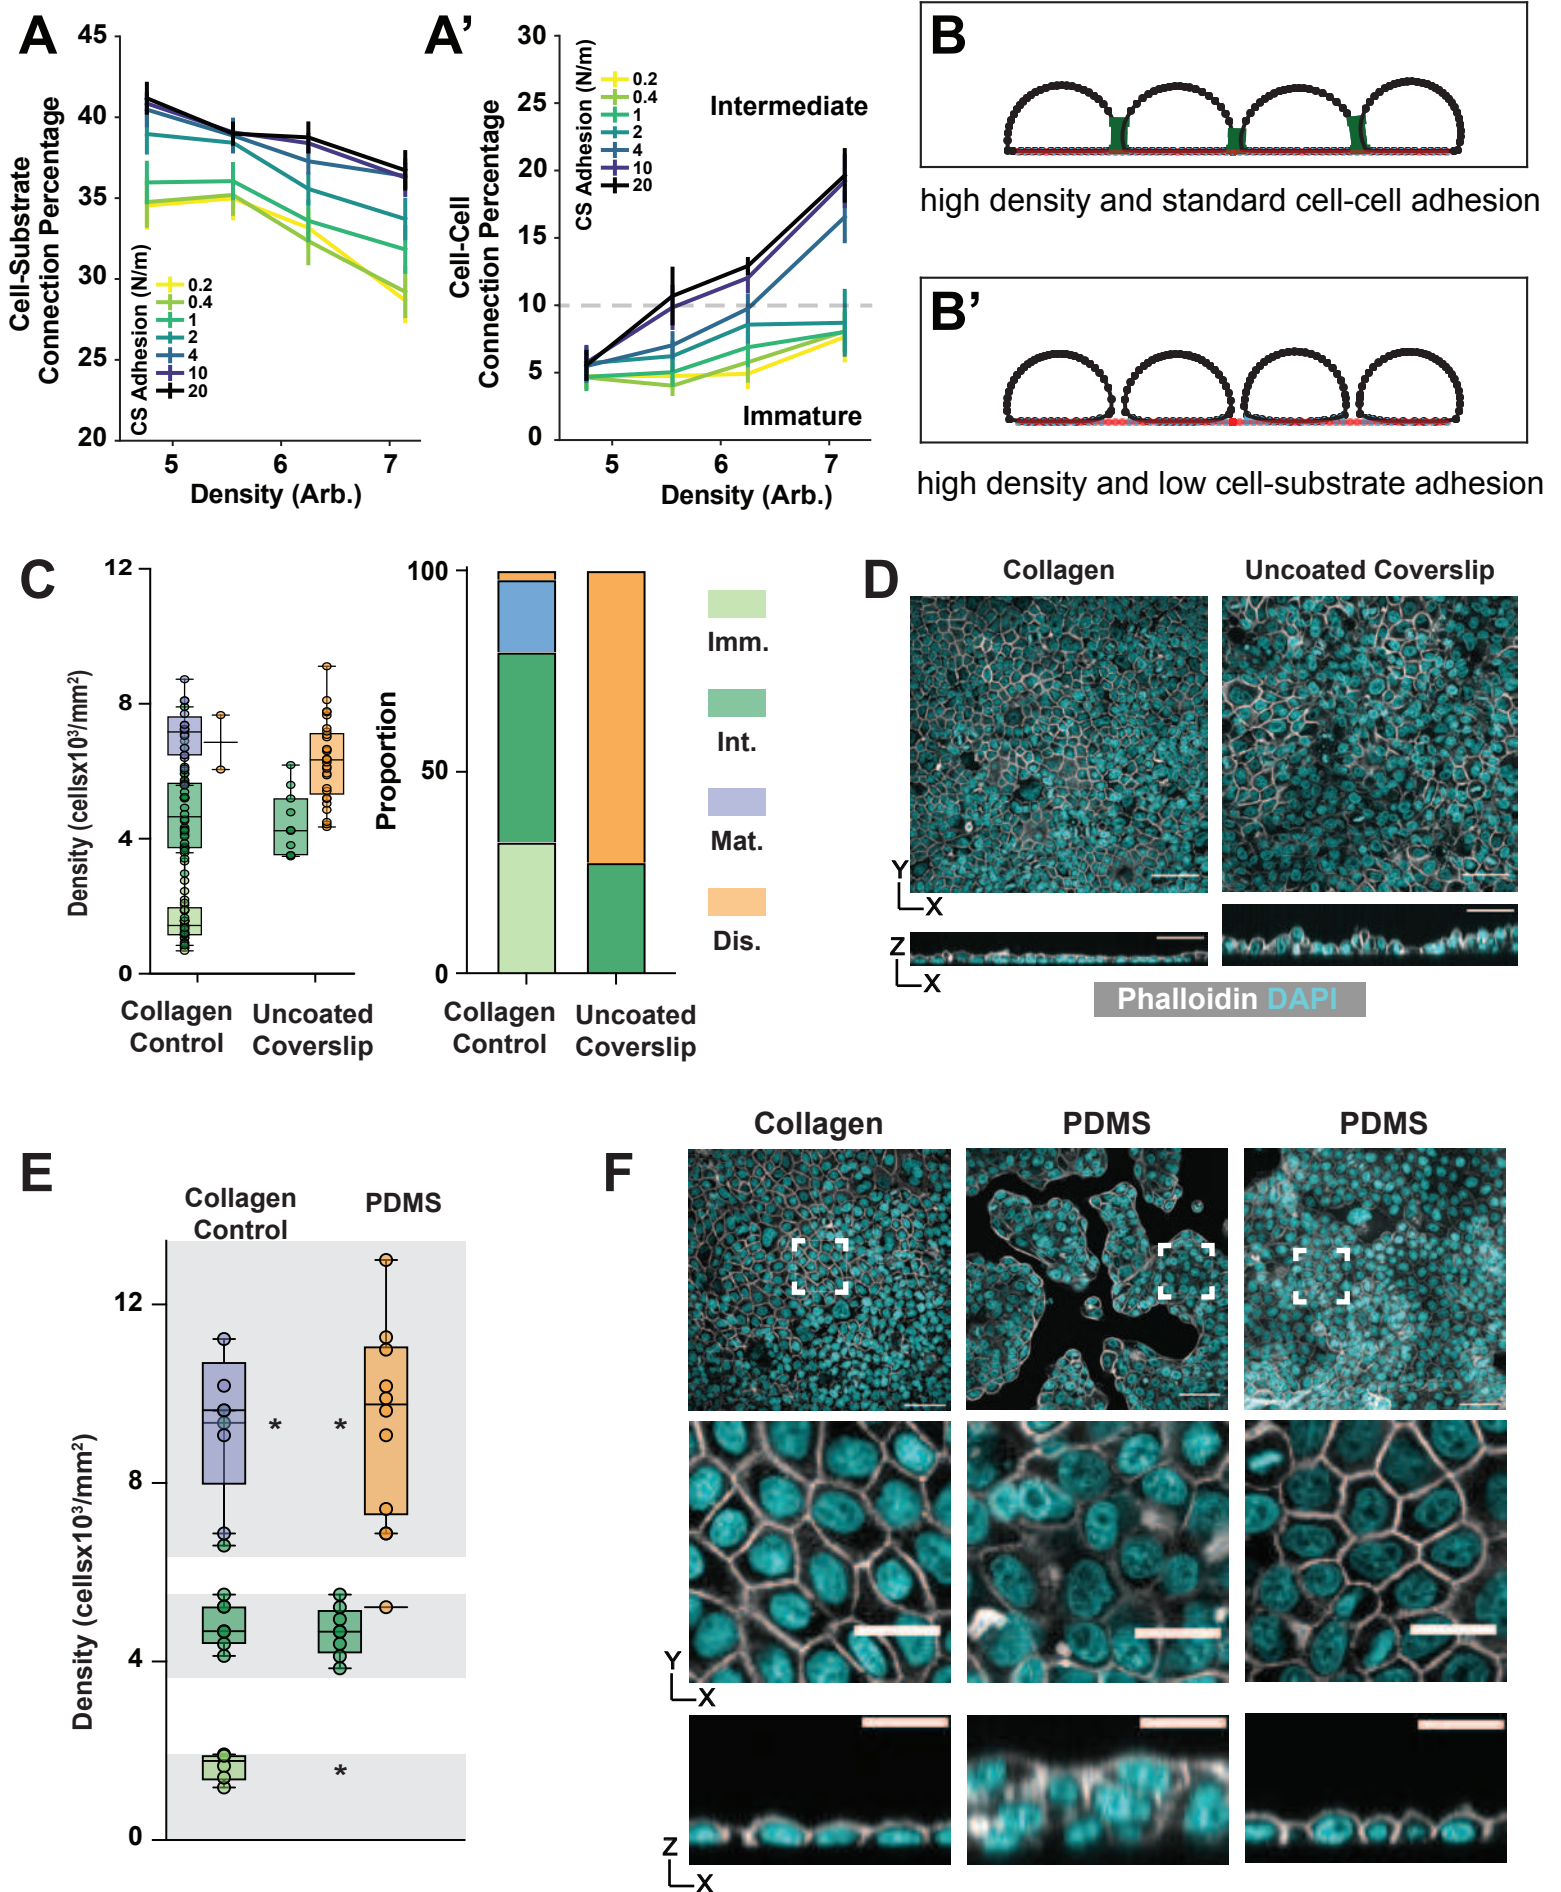 A
45
40
35
30
25
20
Cell-Substrate
Connection Percentage
CS Adhesion (N/m)
0.2
0.4
1
2
4
10
20
5
6
7
Density (Arb.)
A'
30
25
20
15
10
5
0
Cell-Cell
Connection Percentage
CS Adhesion (N/m)
0.2
0.4
1
2
4
10
20
Intermediate
Immature
5
6
7
Density (Arb.)
B
high density and standard cell-cell adhesion
B'
high density and low cell-substrate adhesion
C
12
8
4
0
Density (cellsx10³/mm²)
Collagen
Control
Uncoated
Coverslip
100
50
0
Proportion
Collagen
Control
Uncoated
Coverslip
Imm.
Int.
Mat.
Dis.
D
Collagen
Uncoated Coverslip
Y
X
Z
X
Phalloidin DAPI
E
Collagen
Control
PDMS
12
8
4
0
Density (cellsx10³/mm²)
* *
*
F
Collagen
PDMS
PDMS
Y
X
Z
X